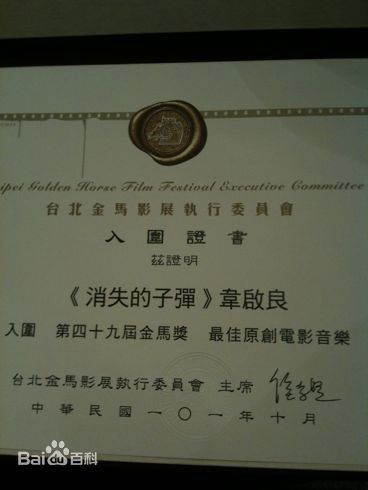 ipei Golden Horse Film Festival Executive Committee
台北金馬影展執行委員會
入圍證書
茲證明
《消失的子彈》韋啟良
入圍 第四十九屆金馬獎 最佳原創電影音樂
台北金馬影展執行委員會 主席
中華民國一〇一年十月
Bai百科